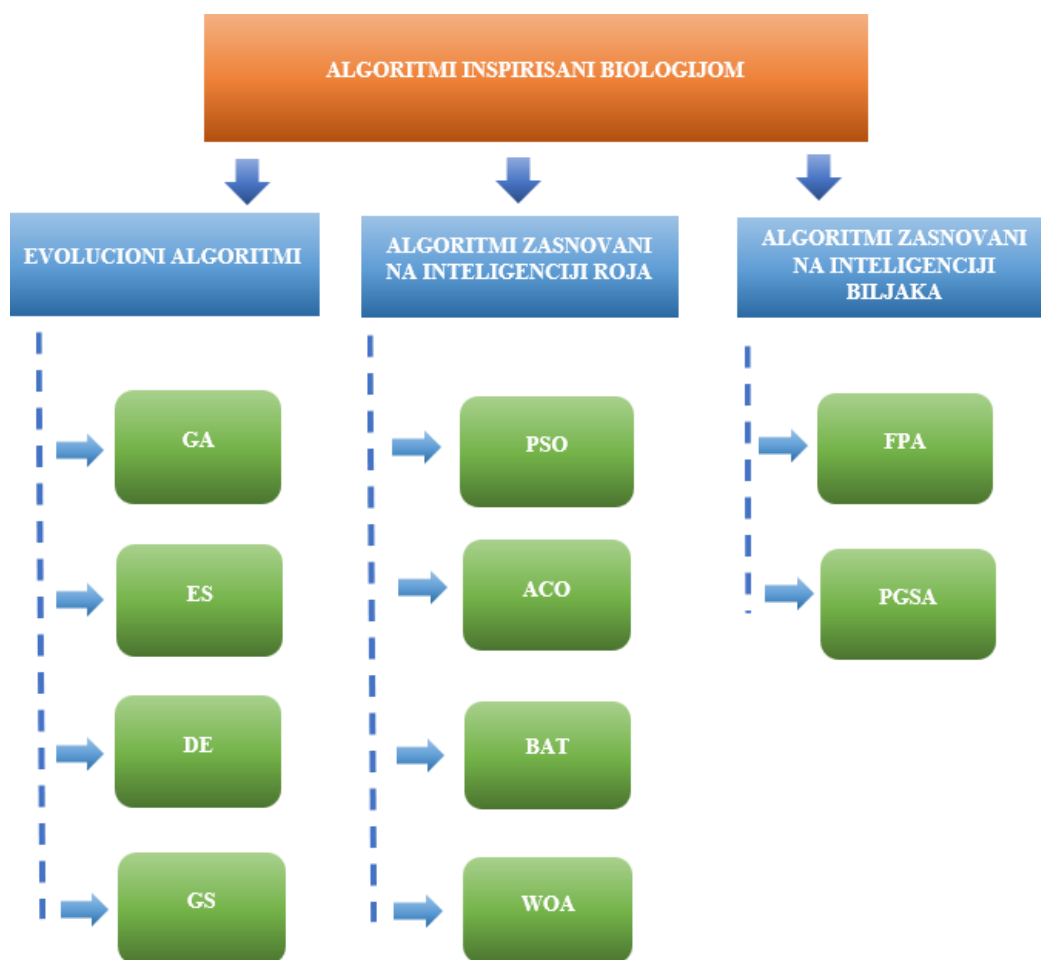 ALGORITMI INSPIRISANI BIOLOGIJOM
EVOLUCIONI ALGORITMI
GA
ES
DE
GS
ALGORITMI ZASNOVANI
NA INTELIGENCIJI ROJA
PSO
ACO
BAT
WOA
ALGORITMI ZASNOVANI
NA INTELIGENCIJI
BILJAKA
FPA
PGSA